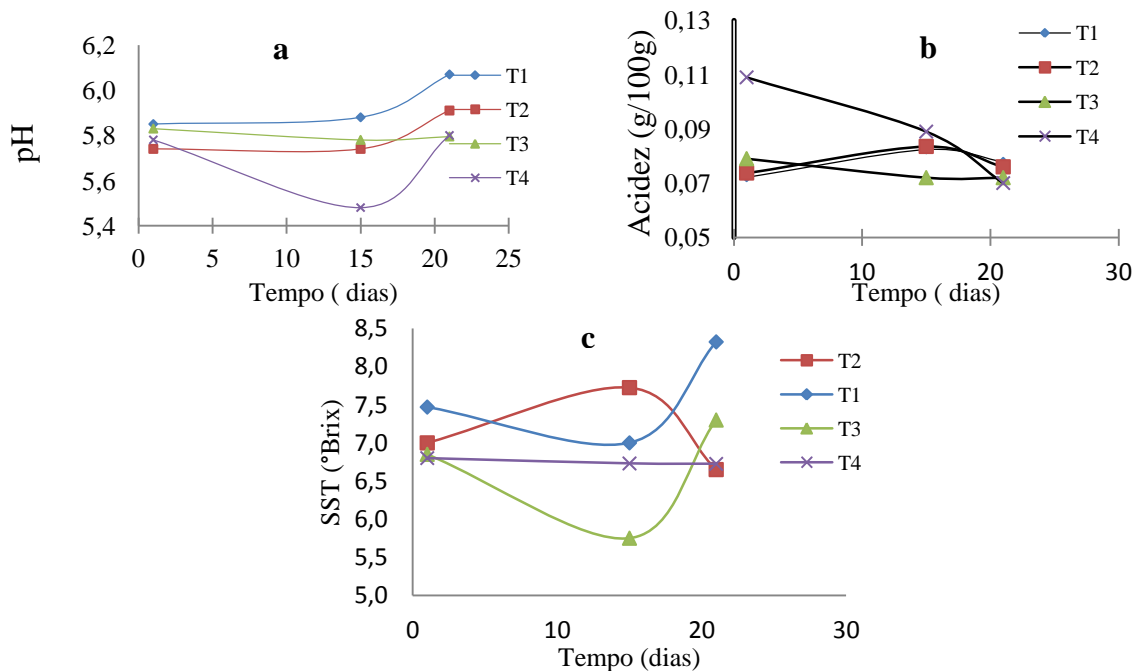 a
6,2
6,0
5,8
5,6
5,4
pH
0 5 10 15 20 25
Tempo ( dias)
T1
T2
T3
T4
b
0,13
0,11
0,09
0,07
0,05
Acidez (g/100g)
0 10 20 30
Tempo ( dias)
T1
T2
T3
T4
c
8,5
8,0
7,5
7,0
6,5
6,0
5,5
5,0
SST (°Brix)
0 10 20 30
Tempo (dias)
T2
T1
T3
T4